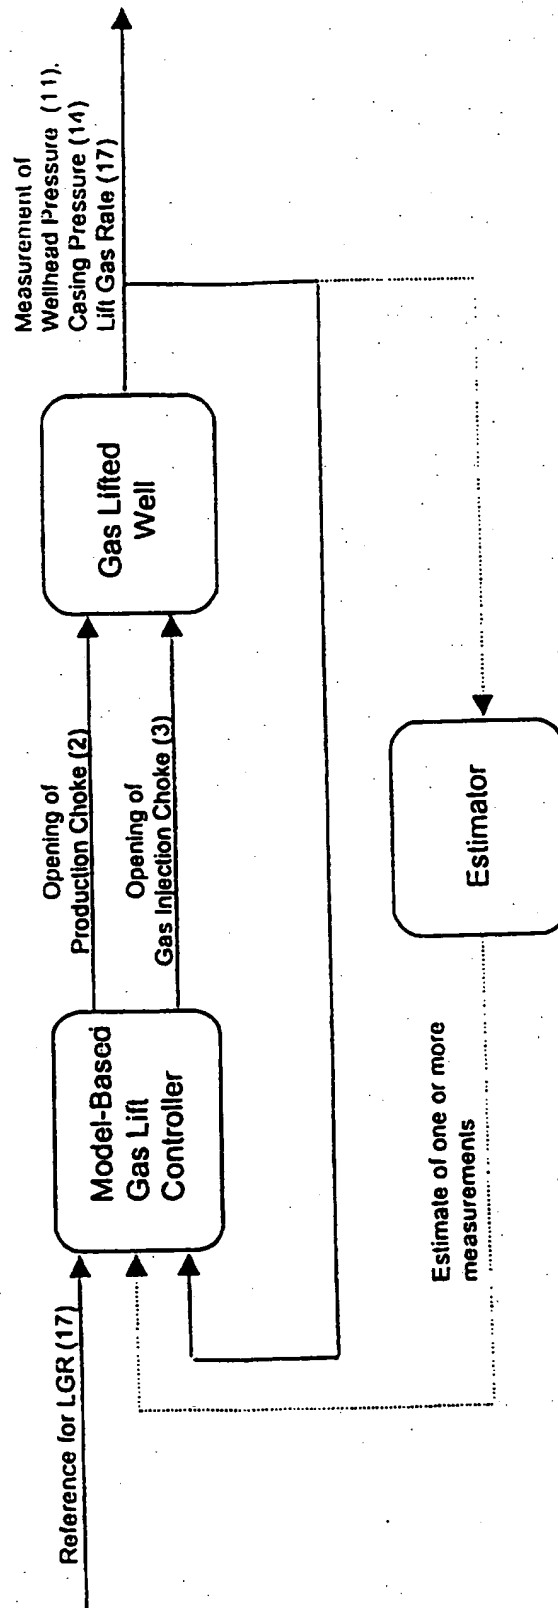 Reference for LGR (17)
Model-Based
Gas Lift
Controller
Opening of
Production Choke (2)
Opening of
Gas Injection Choke (3)
Gas Lifted
Well
Measurement of
Wellhead Pressure (11).
Casing Pressure (14)
Lift Gas Rate (17)
Estimator
Estimate of one or more
measurements